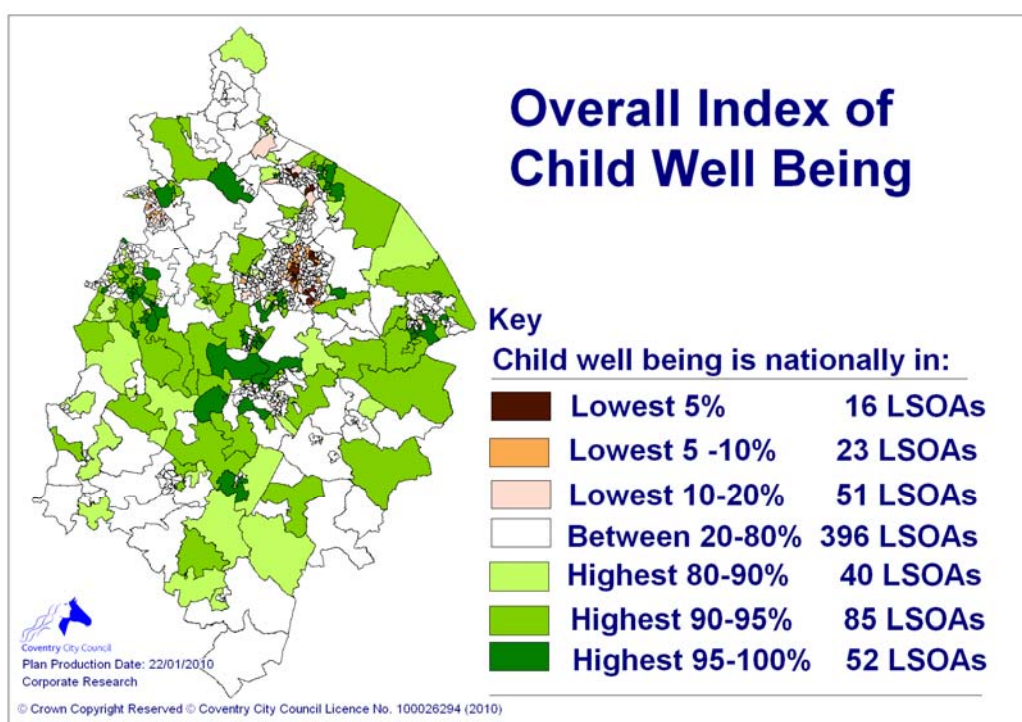 Overall Index of
Child Well Being
Key
Child well being is nationally in:
Lowest 5% 16 LSOAs
Lowest 5 -10% 23 LSOAs
Lowest 10-20% 51 LSOAs
Between 20-80% 396 LSOAs
Highest 80-90% 40 LSOAs
Highest 90-95% 85 LSOAs
Highest 95-100% 52 LSOAs
Coventry City Council
Plan Production Date: 22/01/2010
Corporate Research
© Crown Copyright Reserved © Coventry City Council Licence No. 100026294 (2010)